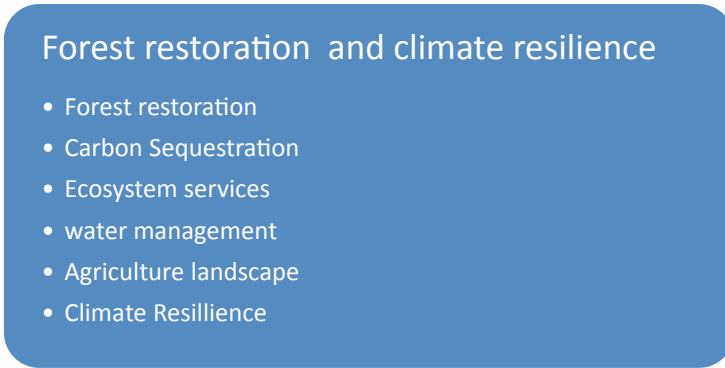 Forest restoration  and climate resilience
• Forest restoration
• Carbon Sequestration
• Ecosystem services
• water management
• Agriculture landscape
• Climate Resillience